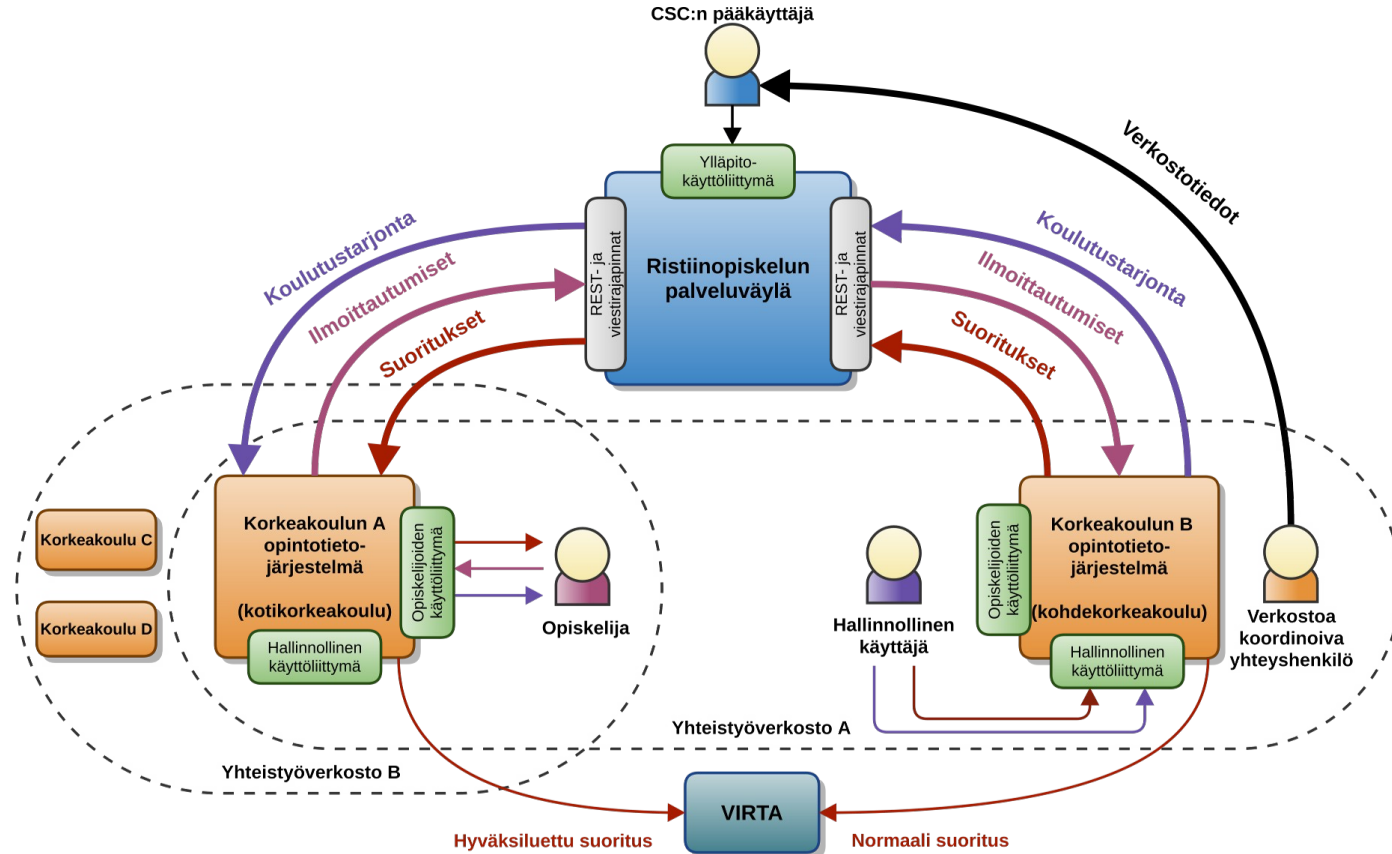 CSC:n pääkäyttäjä
Ylläpito-
käyttöliittymä
Verkostotiedot
Koulutustarjonta
Ilmoittautumiset
Suoritukset
REST- ja
viestirajapinnat
Ristiinopiskelun
palveluväylä
REST- ja
viestirajapinnat
Koulutustarjonta
Ilmoittautumiset
Suoritukset
Korkeakoulu C
Korkeakoulu D
Korkeakoulun A
opintotieto-
järjestelmä
(kotikorkeakoulu)
Opiskelijoiden
käyttöliittymä
Hallinnollinen
käyttöliittymä
Opiskelija
Hallinnollinen
käyttäjä
Opiskelijoiden
käyttöliittymä
Korkeakoulun B
opintotieto-
järjestelmä
(kohdekorkeakoulu)
Hallinnollinen
käyttöliittymä
Verkostoa
koordinoiva
yhteyshenkilö
Yhteistyöverkosto A
Yhteistyöverkosto B
VIRTA
Hyväksiluettu suoritus
Normaali suoritus